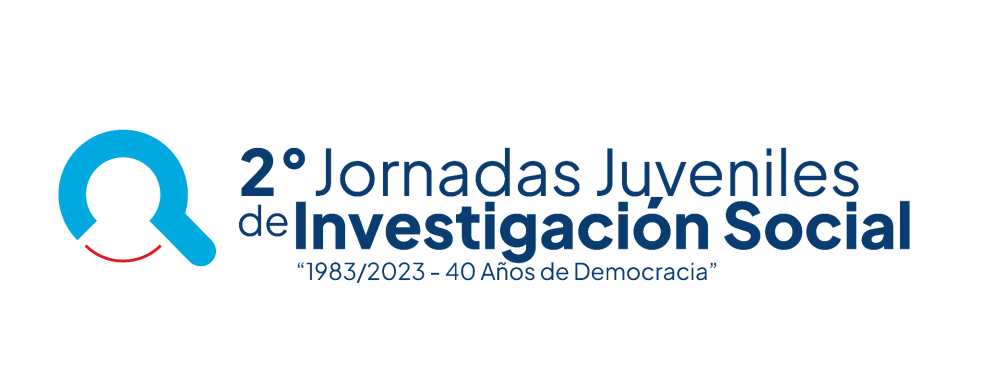 2° Jornadas Juveniles
de Investigación Social
“1983/2023 - 40 Años de Democracia”